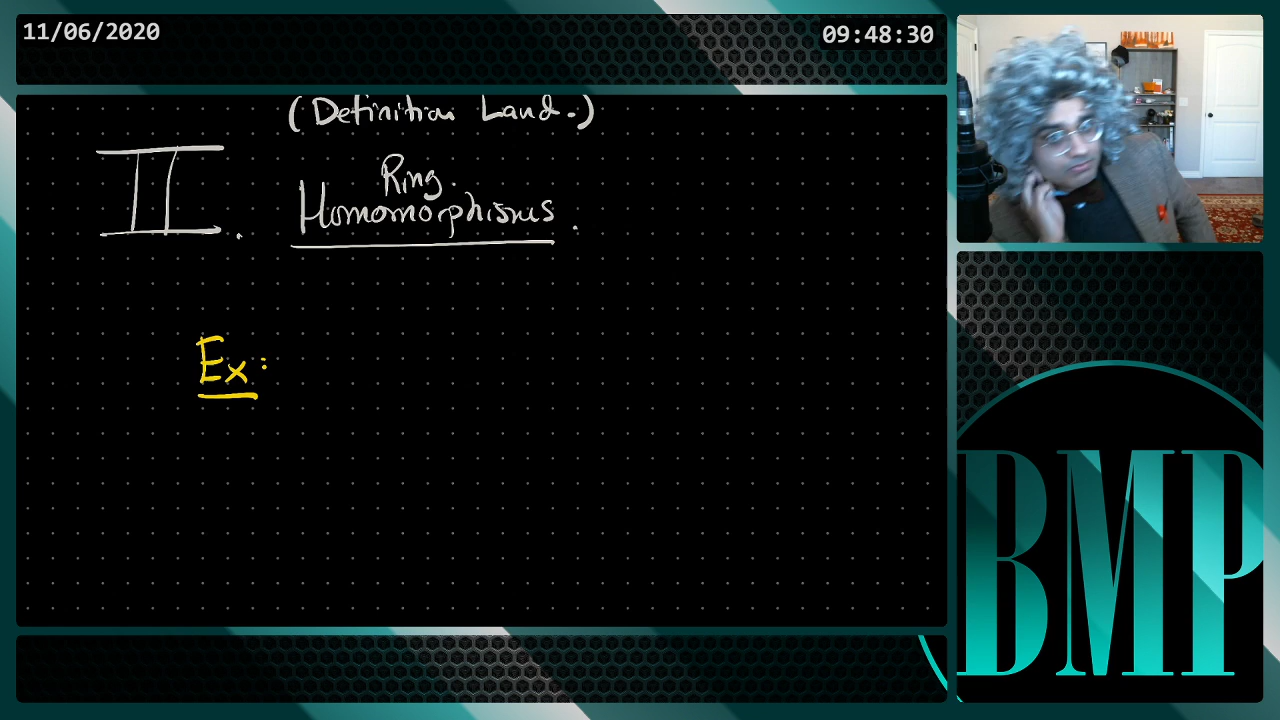 11/06/2020
09:48:30
(Definition Land.)
II. Ring
Homomorphisms.
Ex:
BMP